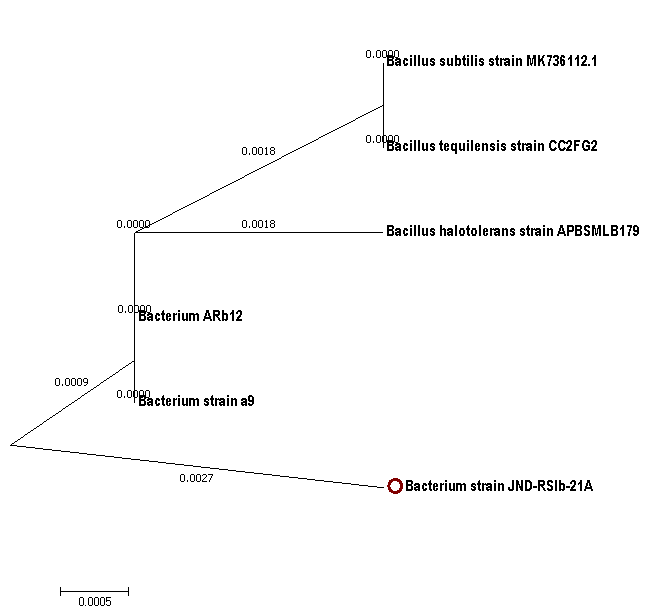 0.0000
Bacillus subtilis strain MK736112.1
0.0000
Bacillus tequilensis strain CC2FG2
0.0018
0.0000
0.0018
Bacillus halotolerans strain APBSMLB179
0.0000
Bacterium ARb12
0.0009
0.0000
Bacterium strain a9
0.0027
Bacterium strain JND-RSIb-21A
0.0005